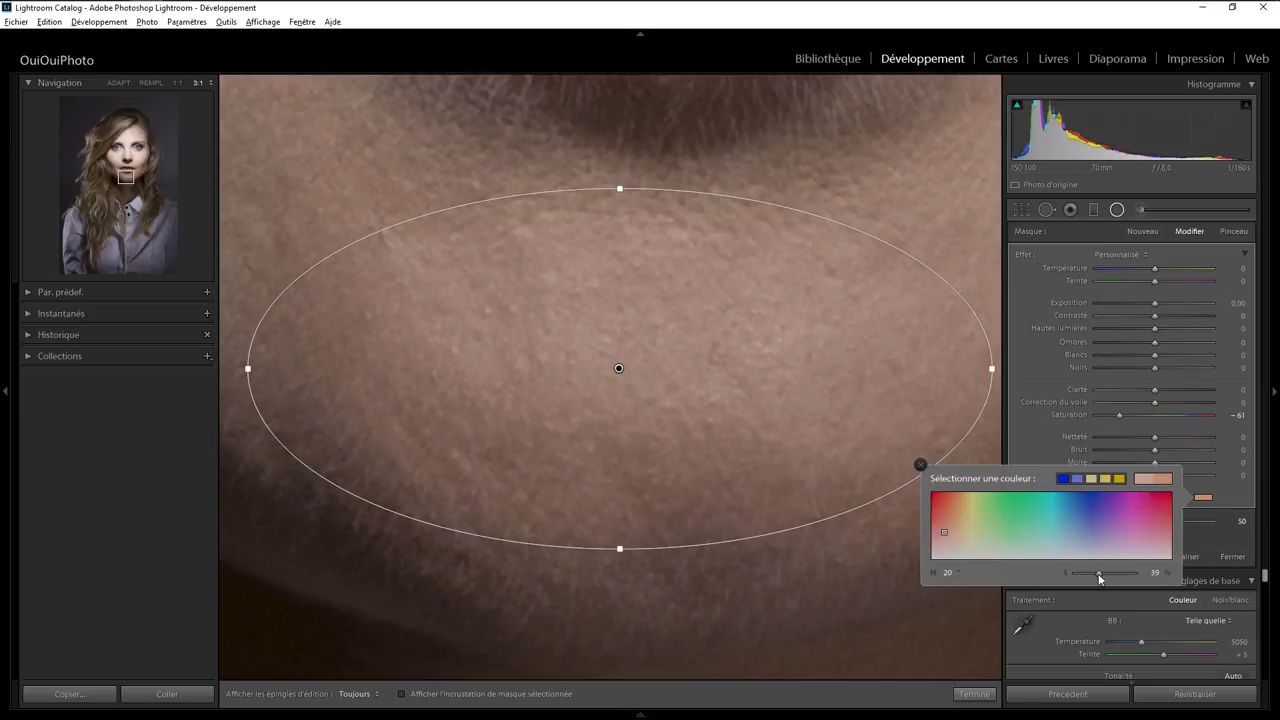 Lightroom Catalog - Adobe Photoshop Lightroom - Développement
Fichier Edition Développement Photo Paramètres Outils Affichage Fenêtre Aide
OuiOuiPhoto
Bibliothèque Développement Cartes Livres Diaporama Impression Web
Navigation ADAPT. REMPL. 1:1 3:1
Par. prédef.
Instantanés
Historique
Collections
Copier... Coller
Histogramme
ISO 100 70 mm ƒ / 8,0 1/160s
Photo d'origine
Masque : Nouveau Modifier Pinceau
Effet : Personnalisé
Température 0
Teinte 0
Exposition 0,00
Contraste 0
Hautes lumières 0
Ombres 0
Blancs 0
Noirs 0
Clarté 0
Correction du voile 0
Saturation - 61
Netteté 0
Bruit 0
Moiré
Sélectionner une couleur :
50
H 20 ° S 39 %
Fermer
Traitement : Couleur Noir/blanc
BB : Telle quelle
Température 5050
Teinte + 5
Tonalité Auto
Afficher les épingles d'édition : Toujours Afficher l'incrustation de masque sélectionnée Terminé
Précédent Réinitialiser